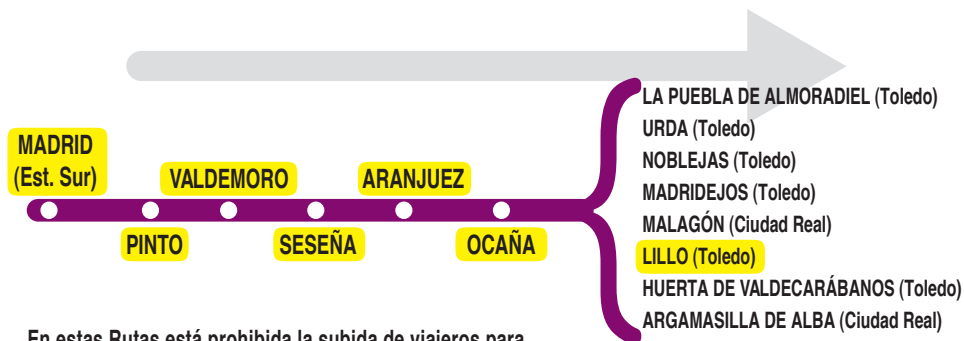 MADRID
(Est. Sur)
PINTO
VALDEMORO
SESEÑA
ARANJUEZ
OCAÑA
LA PUEBLA DE ALMORADIEL (Toledo)
URDA (Toledo)
NOBLEJAS (Toledo)
MADRIDEJOS (Toledo)
MALAGÓN (Ciudad Real)
LILLO (Toledo)
HUERTA DE VALDECARÁBANOS (Toledo)
ARGAMASILLA DE ALBA (Ciudad Real)
En estas Rutas está prohibida la subida de viajeros para